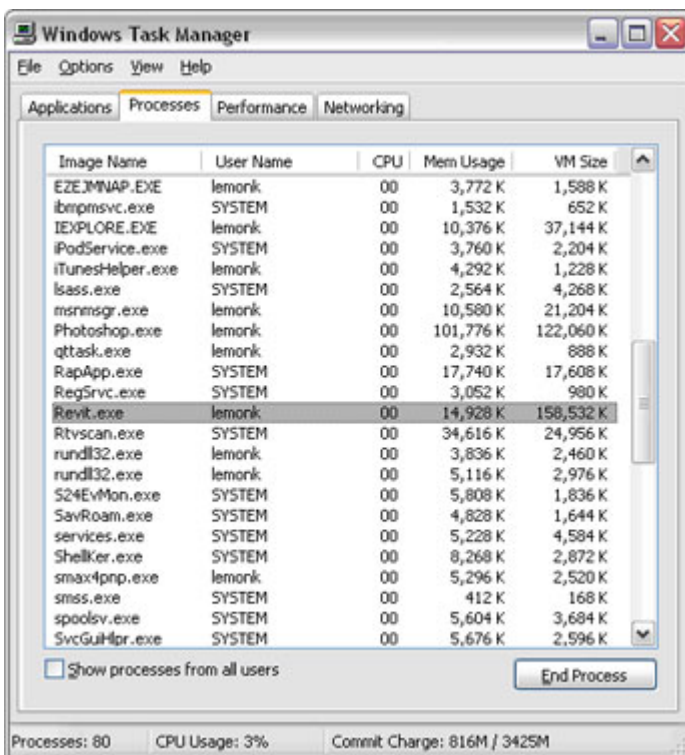 Windows Task Manager
File Options View Help
Applications Processes Performance Networking
Image Name User Name CPU Mem Usage VM Size
EZEJMNAP.EXE lemonk 00 3,772 K 1,588 K
ibmpmsvc.exe SYSTEM 00 1,532 K 652 K
IEXPLORE.EXE lemonk 00 10,376 K 37,144 K
iPodService.exe SYSTEM 00 3,760 K 2,204 K
iTunesHelper.exe lemonk 00 4,292 K 1,228 K
lsass.exe SYSTEM 00 2,564 K 4,268 K
msnmsgr.exe lemonk 00 10,580 K 21,204 K
Photoshop.exe lemonk 00 101,776 K 122,060 K
qttask.exe lemonk 00 2,932 K 888 K
RapApp.exe SYSTEM 00 17,740 K 17,608 K
RegSrvc.exe SYSTEM 00 3,052 K 980 K
Revit.exe lemonk 00 14,928 K 158,532 K
Rtvscan.exe SYSTEM 00 34,616 K 24,956 K
rundll32.exe lemonk 00 3,836 K 2,460 K
rundll32.exe lemonk 00 5,116 K 2,976 K
S24EvMon.exe SYSTEM 00 5,808 K 1,836 K
SavRoam.exe SYSTEM 00 4,828 K 1,644 K
services.exe SYSTEM 00 5,228 K 4,584 K
ShellKer.exe SYSTEM 00 8,268 K 2,872 K
smax4pnp.exe lemonk 00 5,296 K 2,520 K
smss.exe SYSTEM 00 412 K 168 K
spoolsv.exe SYSTEM 00 5,604 K 3,684 K
SvcGuiHlpr.exe SYSTEM 00 5,676 K 2,596 K
Show processes from all users End Process
Processes: 80 CPU Usage: 3% Commit Charge: 816M / 3425M